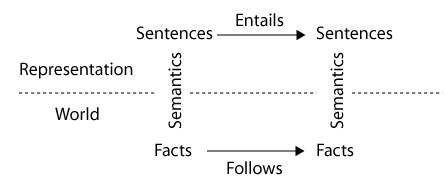 Entails
Sentences Sentences
Representation
Semantics Semantics
World
Facts Facts
Follows